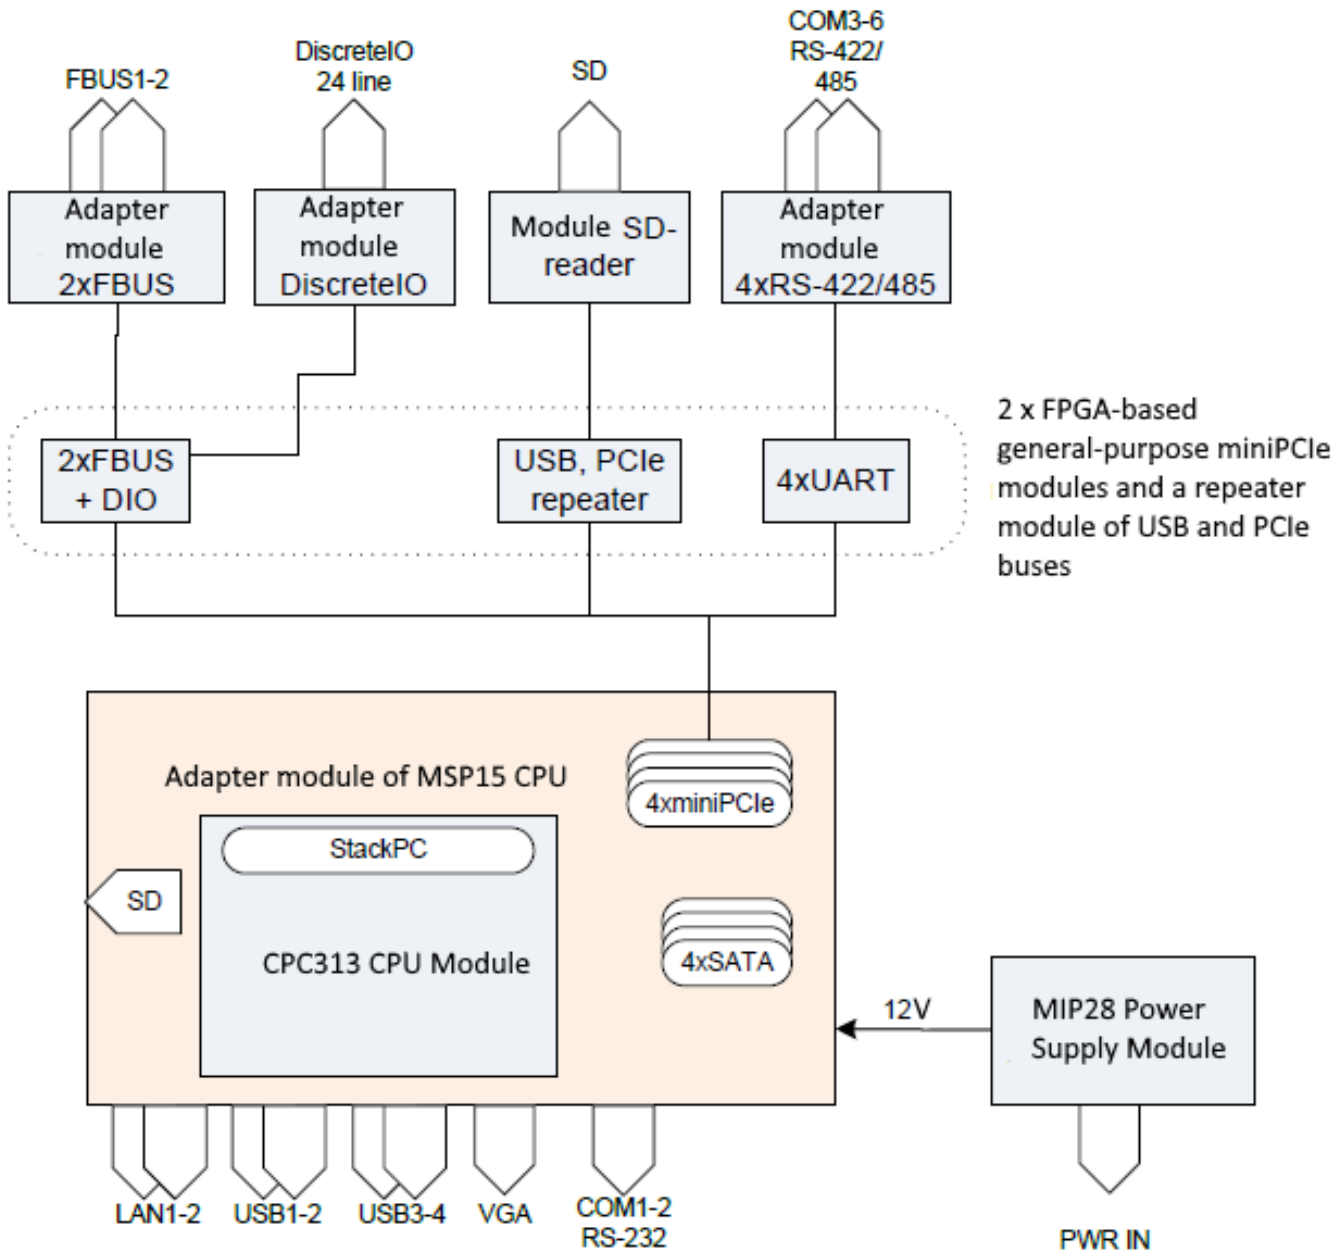 FBUS1-2
DiscreteIO
24 line
SD
COM3-6
RS-422/
485
Adapter
module
2xFBUS
Adapter
module
DiscreteIO
Module SD-
reader
Adapter
module
4xRS-422/485
2xFBUS
+ DIO
USB, PCIe
repeater
4xUART
2 x FPGA-based
general-purpose miniPCIe
modules and a repeater
module of USB and PCIe
buses
Adapter module of MSP15 CPU
4xminiPCIe
StackPC
SD
CPC313 CPU Module
4xSATA
12V
MIP28 Power
Supply Module
LAN1-2
USB1-2
USB3-4
VGA
COM1-2
RS-232
PWR IN